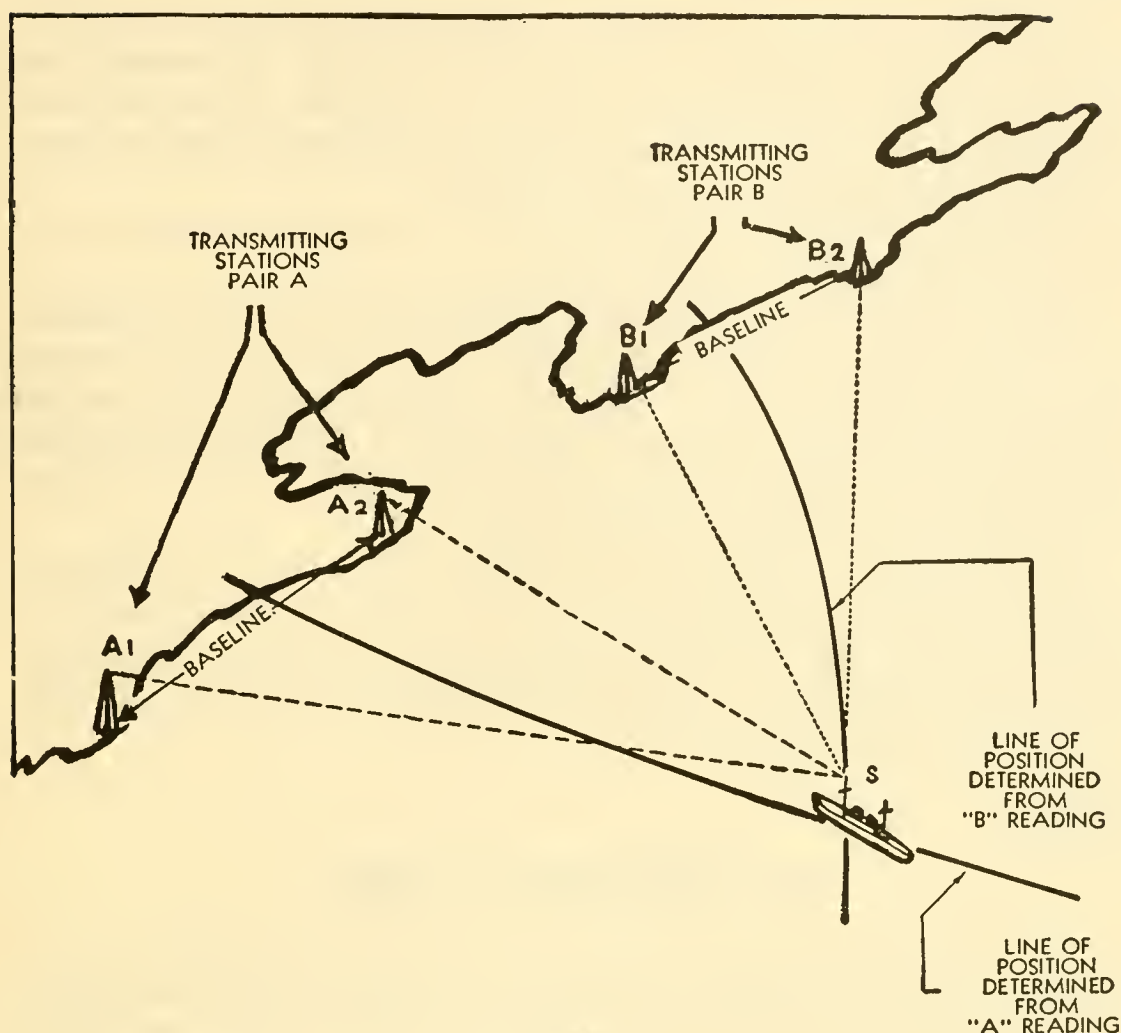 TRANSMITTING
STATIONS
PAIR B
B2
TRANSMITTING
STATIONS
PAIR A
B1
BASELINE
A2
A1
BASELINE
S
LINE OF
POSITION
DETERMINED
FROM
"B" READING
LINE OF
POSITION
DETERMINED
FROM
"A" READING